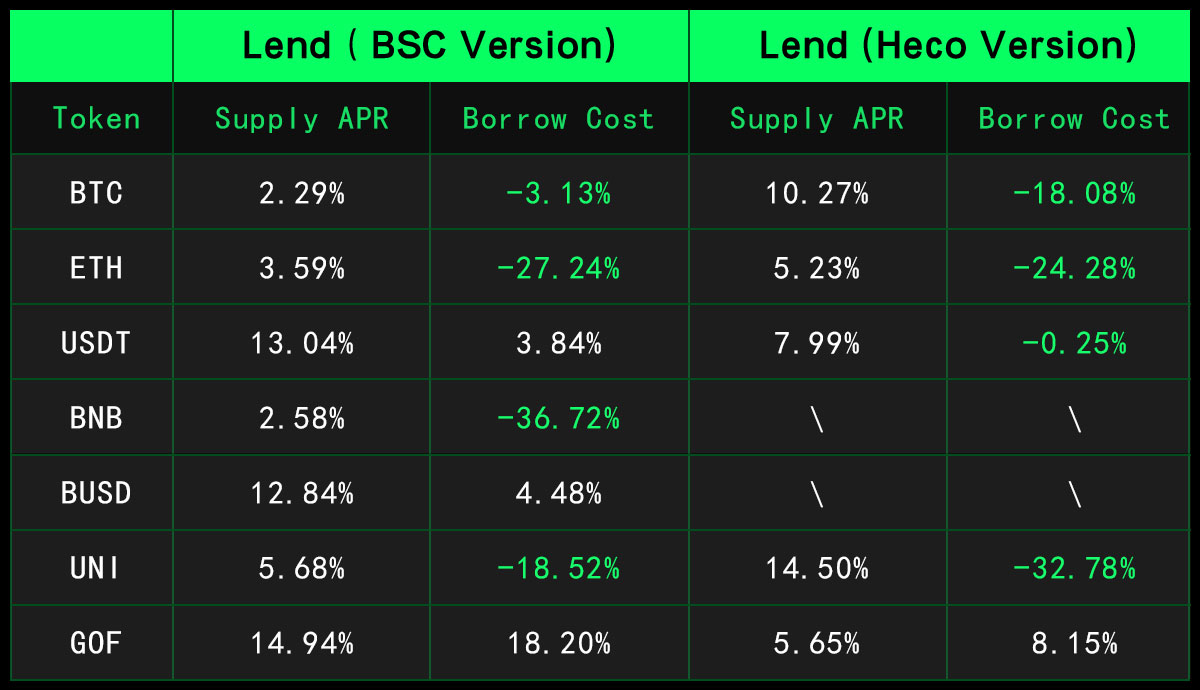 Lend ( BSC Version) Lend (Heco Version)
Token Supply APR Borrow Cost Supply APR Borrow Cost
BTC 2.29% -3.13% 10.27% -18.08%
ETH 3.59% -27.24% 5.23% -24.28%
USDT 13.04% 3.84% 7.99% -0.25%
BNB 2.58% -36.72% \ \
BUSD 12.84% 4.48% \ \
UNI 5.68% -18.52% 14.50% -32.78%
GOF 14.94% 18.20% 5.65% 8.15%